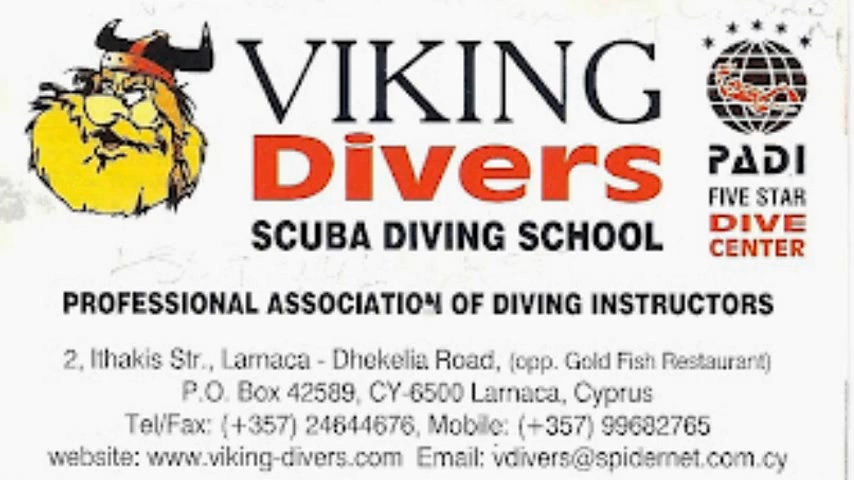 VIKING
Divers
SCUBA DIVING SCHOOL
PADI
FIVE STAR
DIVE
CENTER
PROFESSIONAL ASSOCIATION OF DIVING INSTRUCTORS
2, Ithakis Str., Larnaca - Dhekelia Road, (opp. Gold Fish Restaurant)
P.O. Box 42589, CY-6500 Larnaca, Cyprus
Tel/Fax: (+357) 24644676, Mobile: (+357) 99682765
website: www.viking-divers.com Email: vdivers@spidernet.com.cy